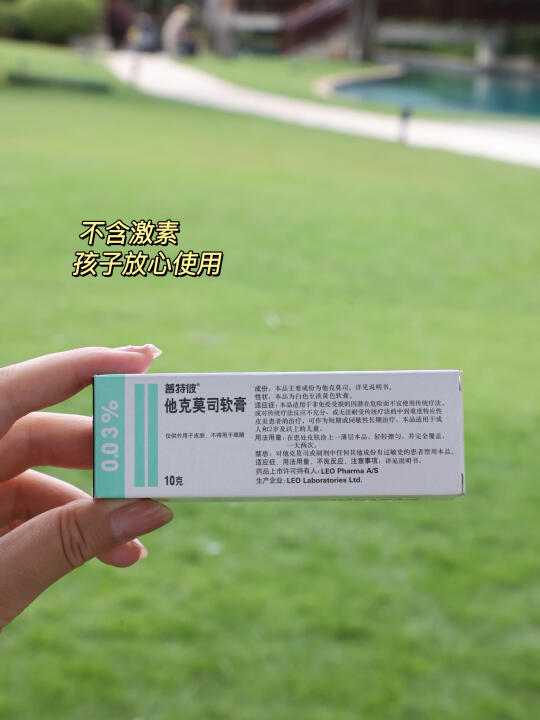 不含激素
孩子放心使用
0.03%
普特彼®
他克莫司软膏
仅供外用于皮肤，不得用于眼睛
10克
成份：本品主要成份为他克莫司。详见说明书。
性状：本品为白色至淡黄色软膏。
适应症：本品适用于非免疫受损的因潜在危险而不宜使用传统疗法、
或对传统疗法反应不充分、或无法耐受传统疗法的中到重度特应性
皮炎患者的治疗，可作为短期或间歇性长期治疗。本品适用于成
人和2岁及以上的儿童。
用法用量：在患处皮肤涂上一薄层本品，轻轻擦匀，并完全覆盖，
一天两次。
禁忌：对他克莫司或制剂中任何其他成份有过敏史的患者禁用本品。
适应症、用法用量、不良反应、注意事项：详见说明书。
药品上市许可持有人：LEO Pharma A/S
生产企业：LEO Laboratories Ltd.